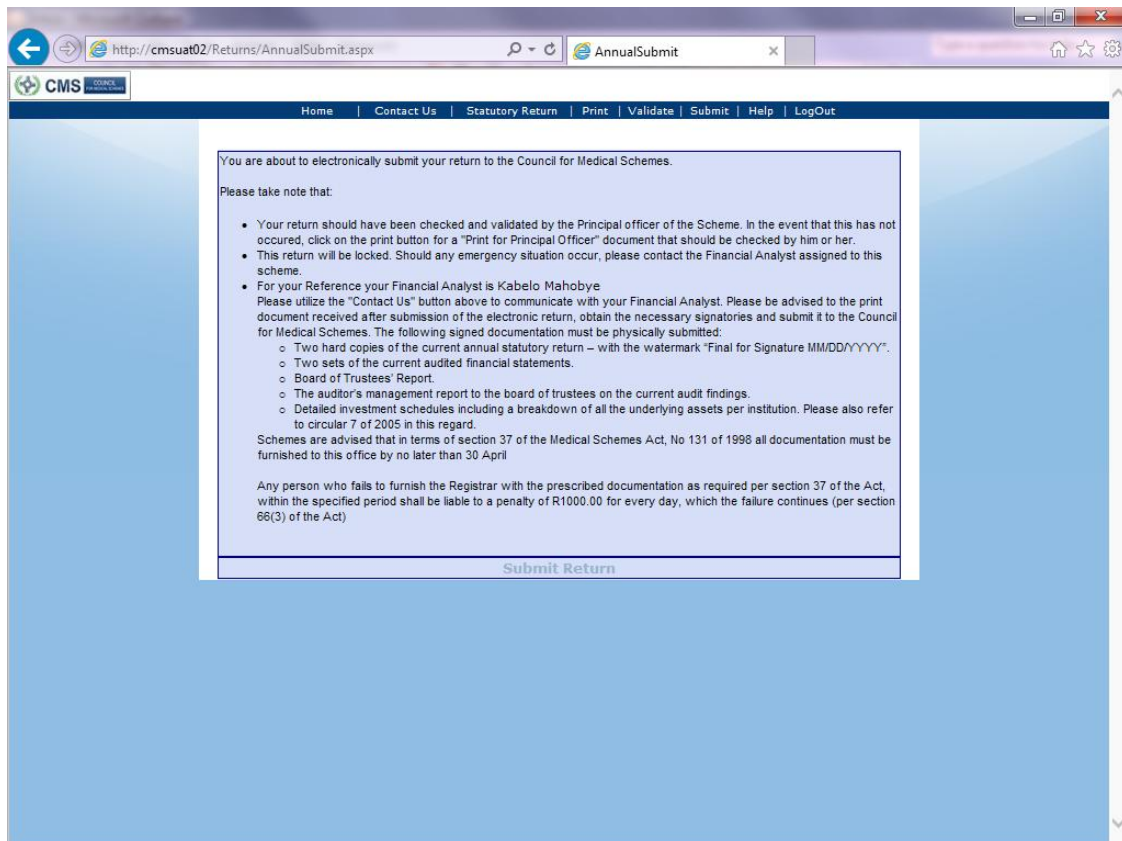 http://cmsuat02/Returns/AnnualSubmit.aspx
AnnualSubmit
CMS COUNCIL
FOR MEDICAL SCHEMES
Home | Contact Us | Statutory Return | Print | Validate | Submit | Help | LogOut
You are about to electronically submit your return to the Council for Medical Schemes.
Please take note that:
• Your return should have been checked and validated by the Principal officer of the Scheme. In the event that this has not
occured, click on the print button for a "Print for Principal Officer" document that should be checked by him or her.
• This return will be locked. Should any emergency situation occur, please contact the Financial Analyst assigned to this
scheme.
• For your Reference your Financial Analyst is Kabelo Mahobye
Please utilize the "Contact Us" button above to communicate with your Financial Analyst. Please be advised to the print
document received after submission of the electronic return, obtain the necessary signatories and submit it to the Council
for Medical Schemes. The following signed documentation must be physically submitted:
o Two hard copies of the current annual statutory return – with the watermark “Final for Signature MM/DD/YYYY”.
o Two sets of the current audited financial statements.
o Board of Trustees’ Report.
o The auditor’s management report to the board of trustees on the current audit findings.
o Detailed investment schedules including a breakdown of all the underlying assets per institution. Please also refer
to circular 7 of 2005 in this regard.
Schemes are advised that in terms of section 37 of the Medical Schemes Act, No 131 of 1998 all documentation must be
furnished to this office by no later than 30 April
Any person who fails to furnish the Registrar with the prescribed documentation as required per section 37 of the Act,
within the specified period shall be liable to a penalty of R1000.00 for every day, which the failure continues (per section
66(3) of the Act)
Submit Return